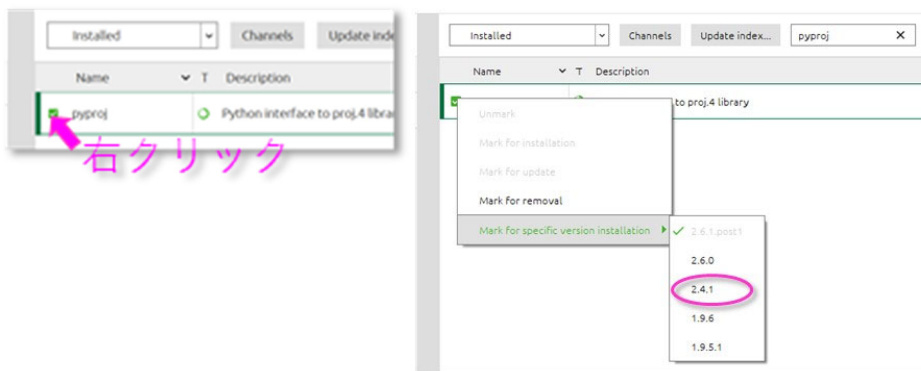 Installed
Channels
Update inde
Name
T
Description
pyproj
Python interface to proj.4 libra
右クリック
Installed
Channels
Update index...
pyproj
Name
T
Description
to proj.4 library
Unmark
Mark for installation
Mark for update
Mark for removal
Mark for specific version installation
2.6.1.post1
2.6.0
2.4.1
1.9.6
1.9.5.1